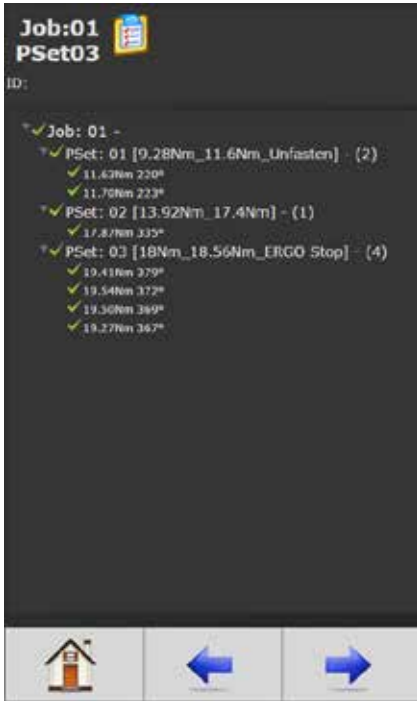 Job:01
PSet03
ID:
Job: 01 -
PSet: 01 [9.28Nm_11.6Nm_Unfasten] - (2)
11.63Nm 220°
11.70Nm 223°
PSet: 02 [13.92Nm_17.4Nm] - (1)
17.87Nm 335°
PSet: 03 [18Nm_18.56Nm_ERGO Stop] - (4)
19.41Nm 379°
19.54Nm 372°
19.50Nm 369°
19.27Nm 367°